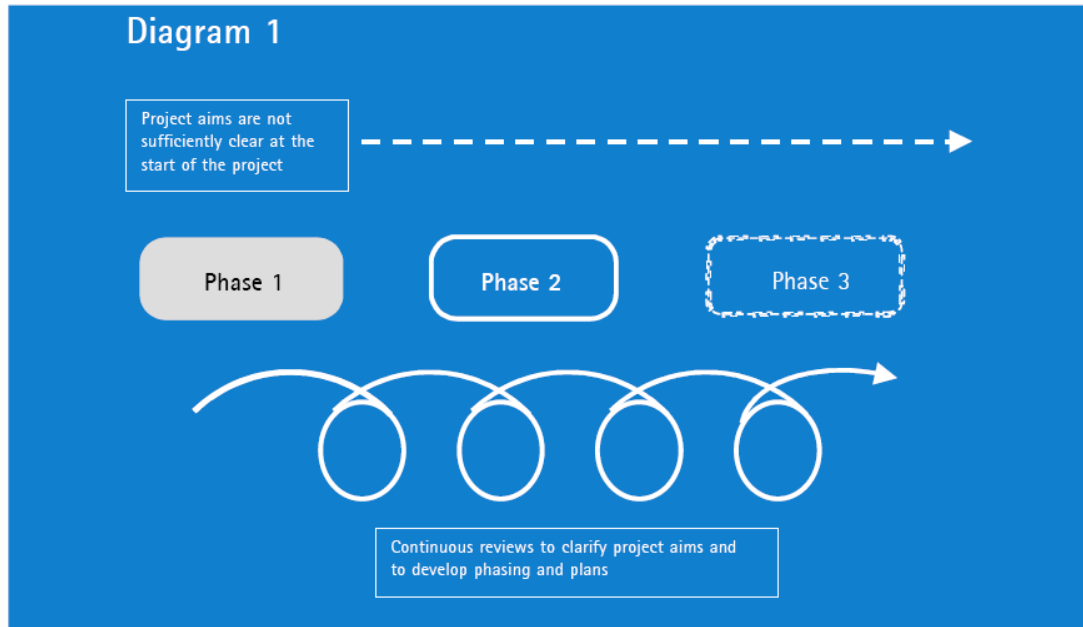 Diagram 1
Project aims are not
sufficiently clear at the
start of the project
Phase 1
Phase 2
Phase 3
Continuous reviews to clarify project aims and
to develop phasing and plans